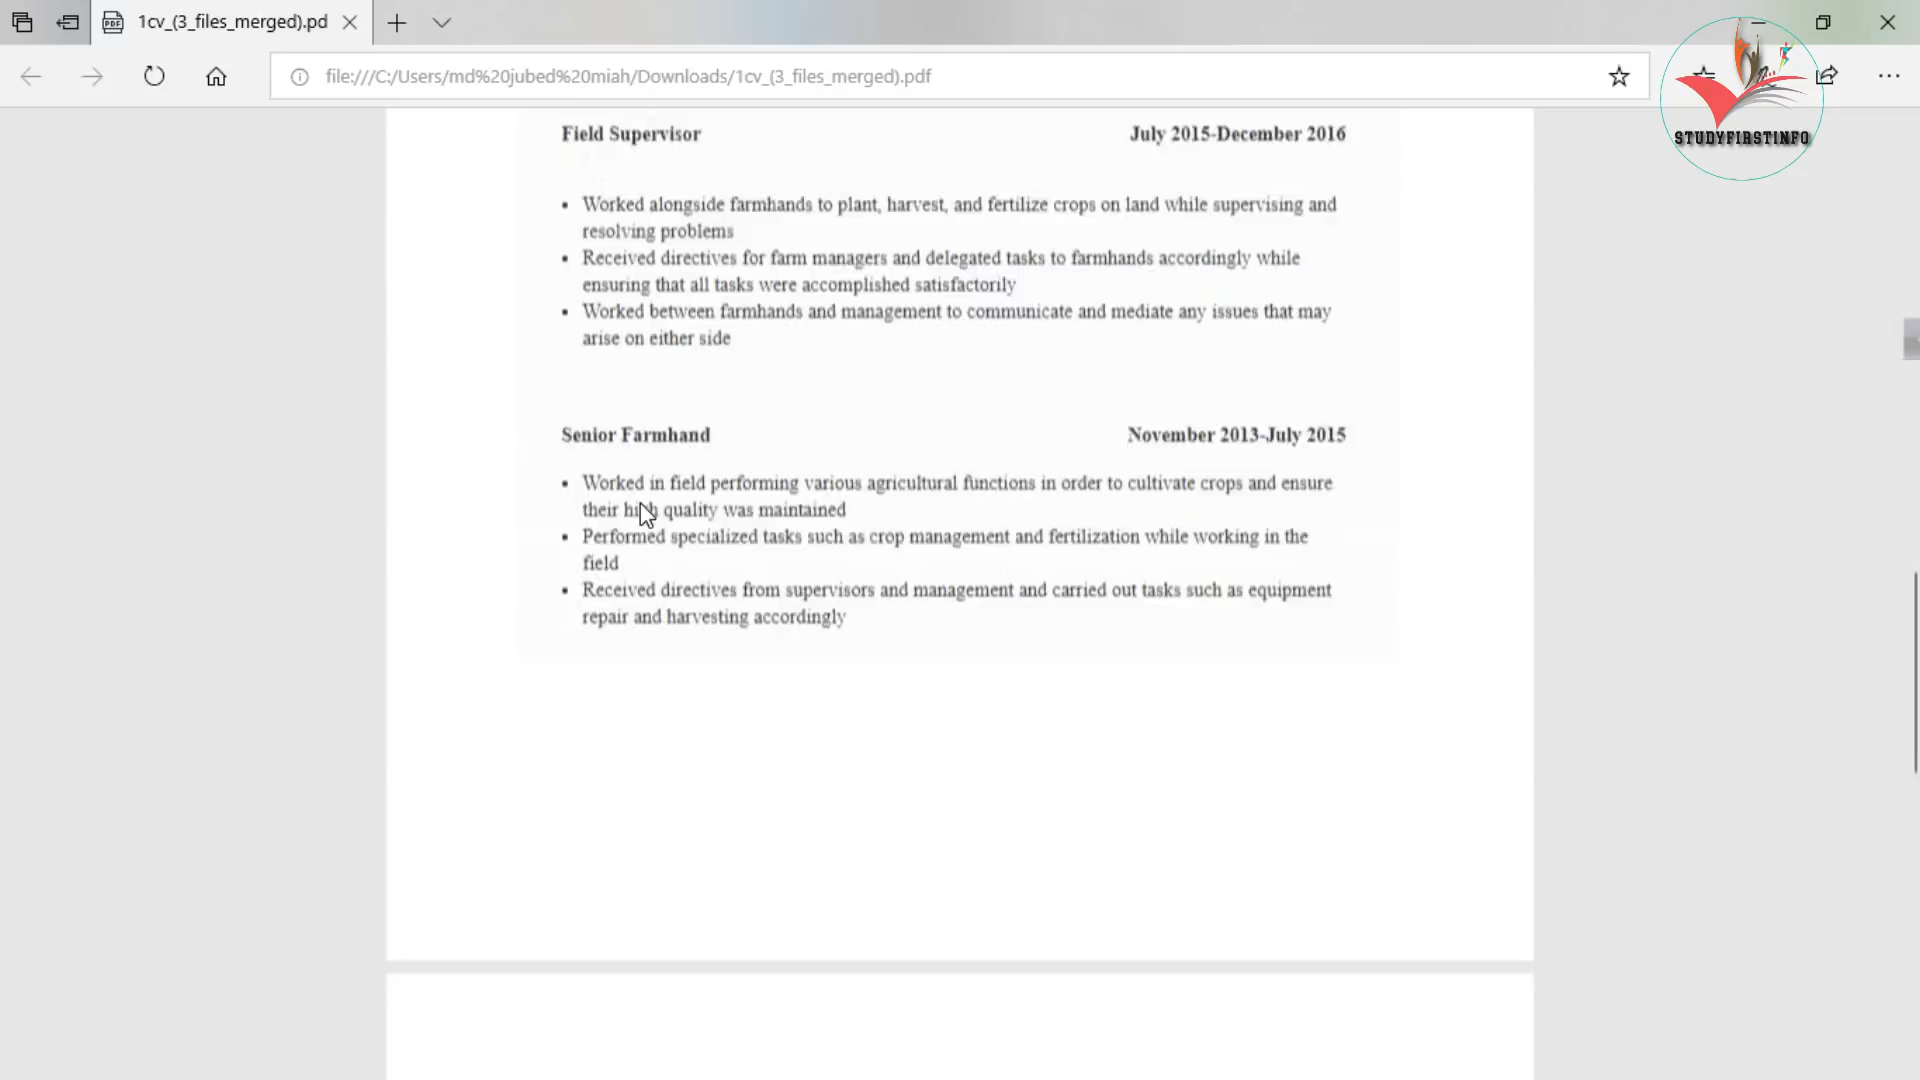 1cv_(3_files_merged).pd
file:///C:/Users/md%20jubed%20miah/Downloads/1cv_(3_files_merged).pdf
STUDYFIRSTINFO
Field Supervisor July 2015-December 2016
• Worked alongside farmhands to plant, harvest, and fertilize crops on land while supervising and
resolving problems
• Received directives for farm managers and delegated tasks to farmhands accordingly while
ensuring that all tasks were accomplished satisfactorily
• Worked between farmhands and management to communicate and mediate any issues that may
arise on either side
Senior Farmhand November 2013-July 2015
• Worked in field performing various agricultural functions in order to cultivate crops and ensure
their high quality was maintained
• Performed specialized tasks such as crop management and fertilization while working in the
field
• Received directives from supervisors and management and carried out tasks such as equipment
repair and harvesting accordingly